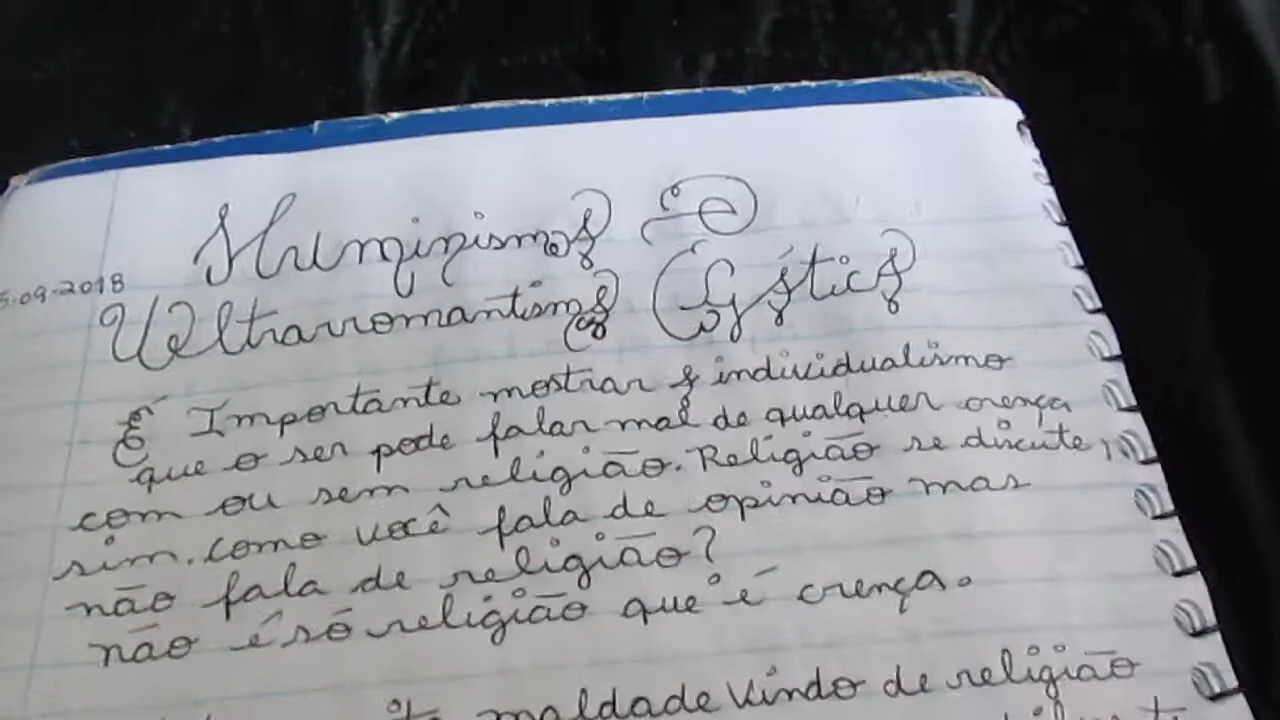 Iluminismo e
5.09.2018
Ultrarromantismo Góstico
É Importante mostrar o individualismo
que o ser pode falar mal de qualquer crença
com ou sem religião. Religião se discute,
sim. como você fala de opinião mas
não fala de religião?
não é só religião que é crença.
maldade vindo de religião